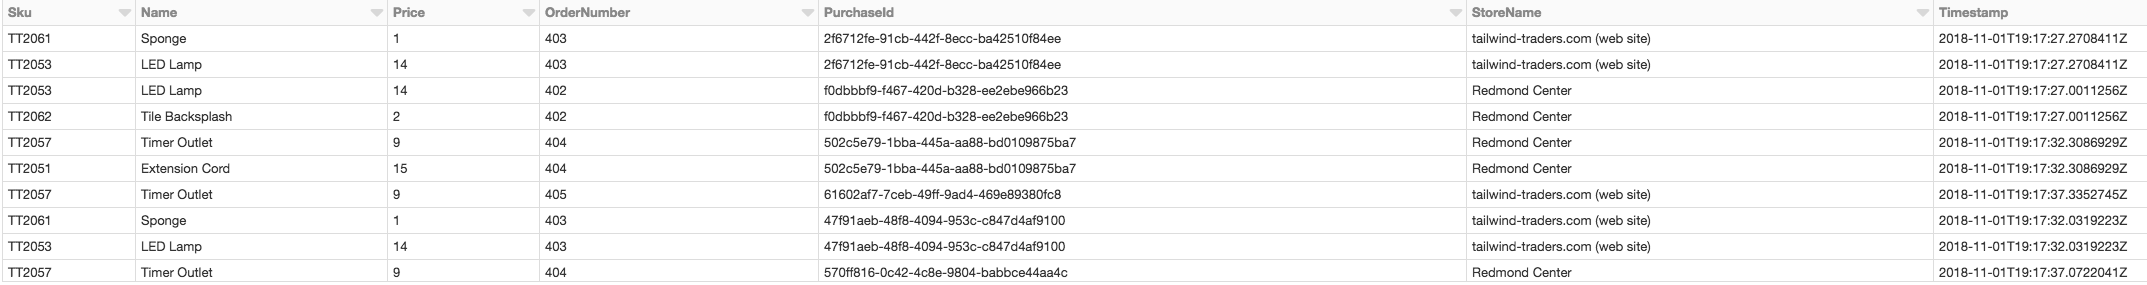 Sku Name Price OrderNumber PurchaseId StoreName Timestamp
TT2061 Sponge 1 403 2f6712fe-91cb-442f-8ecc-ba42510f84ee tailwind-traders.com (web site) 2018-11-01T19:17:27.2708411Z
TT2053 LED Lamp 14 403 2f6712fe-91cb-442f-8ecc-ba42510f84ee tailwind-traders.com (web site) 2018-11-01T19:17:27.2708411Z
TT2053 LED Lamp 14 402 f0dbbbf9-f467-420d-b328-ee2ebe966b23 Redmond Center 2018-11-01T19:17:27.0011256Z
TT2062 Tile Backsplash 2 402 f0dbbbf9-f467-420d-b328-ee2ebe966b23 Redmond Center 2018-11-01T19:17:27.0011256Z
TT2057 Timer Outlet 9 404 502c5e79-1bba-445a-aa88-bd0109875ba7 Redmond Center 2018-11-01T19:17:32.3086929Z
TT2051 Extension Cord 15 404 502c5e79-1bba-445a-aa88-bd0109875ba7 Redmond Center 2018-11-01T19:17:32.3086929Z
TT2057 Timer Outlet 9 405 61602af7-7ceb-49ff-9ad4-469e89380fc8 tailwind-traders.com (web site) 2018-11-01T19:17:37.3352745Z
TT2061 Sponge 1 403 47f91aeb-48f8-4094-953c-c847d4af9100 tailwind-traders.com (web site) 2018-11-01T19:17:32.0319223Z
TT2053 LED Lamp 14 403 47f91aeb-48f8-4094-953c-c847d4af9100 tailwind-traders.com (web site) 2018-11-01T19:17:32.0319223Z
TT2057 Timer Outlet 9 404 570ff816-0c42-4c8e-9804-babbce44aa4c Redmond Center 2018-11-01T19:17:37.0722041Z